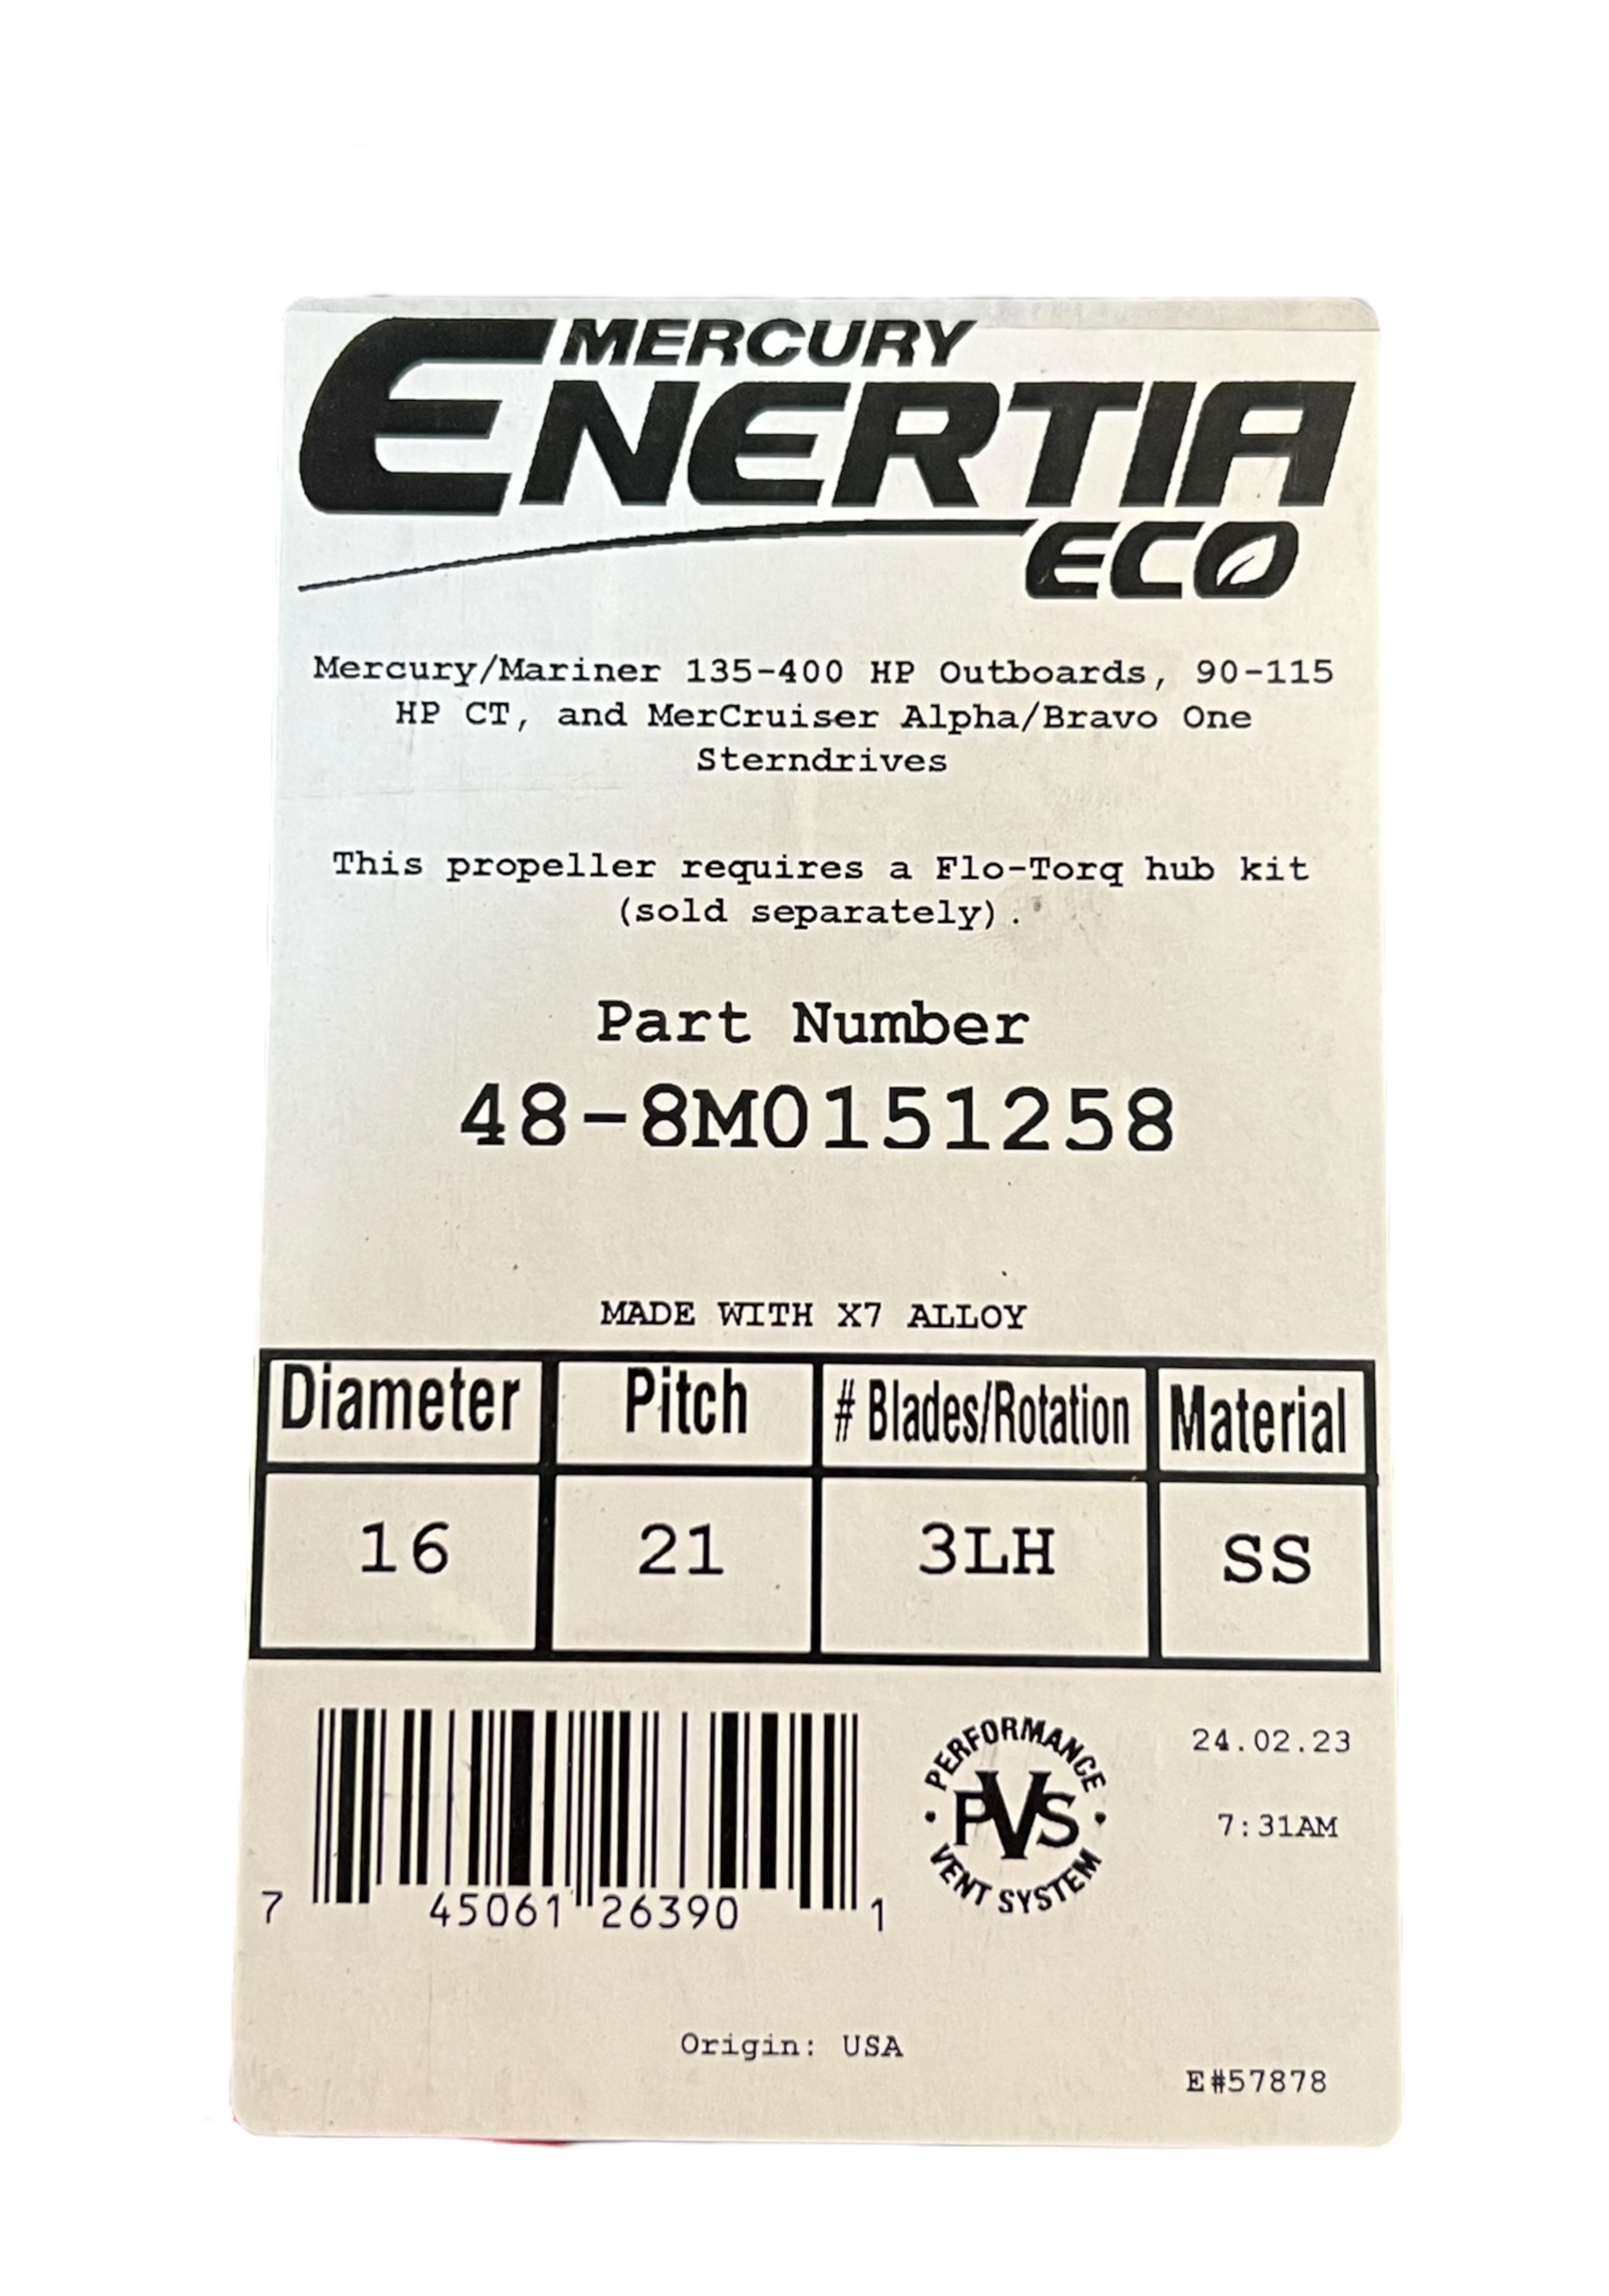 MERCURY
ENERTIA
ECO
Mercury/Mariner 135-400 HP Outboards, 90-115
HP CT, and MerCruiser Alpha/Bravo One
Sterndrives
This propeller requires a Flo-Torq hub kit
(sold separately).
Part Number
48-8M0151258
MADE WITH X7 ALLOY
Diameter Pitch # Blades/Rotation Material
16 21 3LH SS
PERFORMANCE
PVS
VENT SYSTEM
24.02.23
7:31AM
7 45061 26390 1
Origin: USA
E#57878